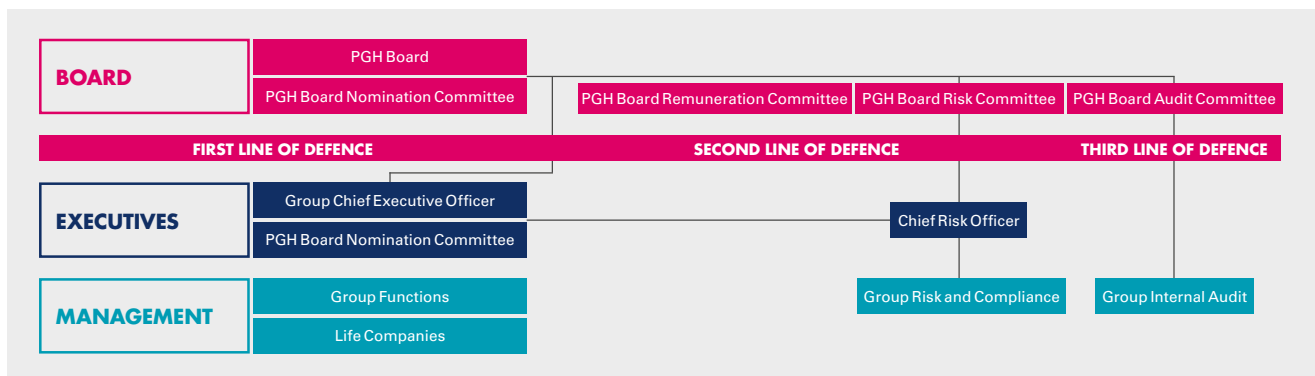 BOARD
PGH Board
PGH Board Nomination Committee
PGH Board Remuneration Committee
PGH Board Risk Committee
PGH Board Audit Committee
FIRST LINE OF DEFENCE
SECOND LINE OF DEFENCE
THIRD LINE OF DEFENCE
EXECUTIVES
Group Chief Executive Officer
PGH Board Nomination Committee
Chief Risk Officer
MANAGEMENT
Group Functions
Life Companies
Group Risk and Compliance
Group Internal Audit